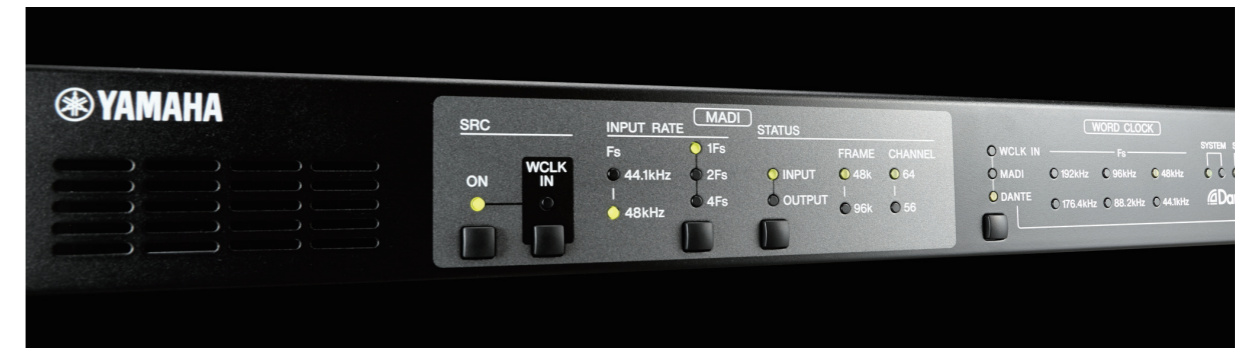 YAMAHA
MADI
SRC
INPUT RATE
STATUS
WCLK
IN
ON
Fs
44.1kHz
48kHz
1Fs
2Fs
4Fs
FRAME
CHANNEL
INPUT
OUTPUT
48k
96k
64
56
WORD CLOCK
WCLK IN
MADI
DANTE
Fs
192kHz
96kHz
48kHz
176.4kHz
88.2kHz
44.1kHz
SYSTEM